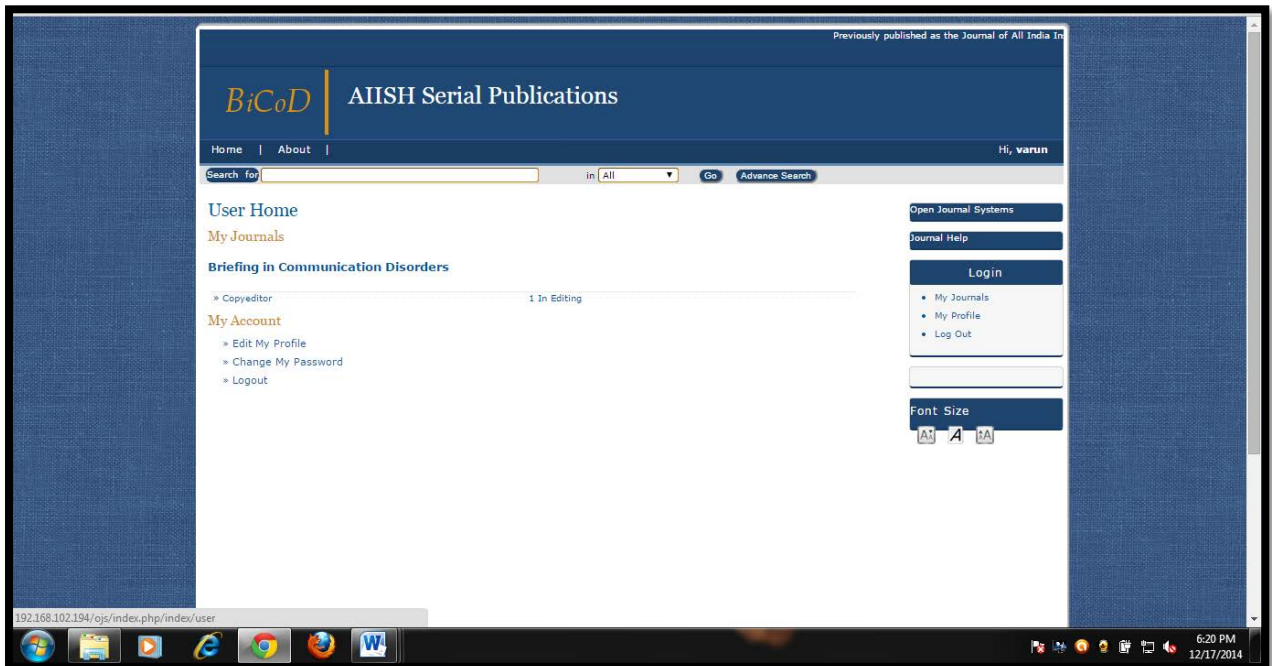 Previously published as the Journal of All India In
BiCoD
AIISH Serial Publications
Home | About |
Hi, varun
Search for in All Go Advance Search
User Home
My Journals
Briefing in Communication Disorders
» Copyeditor 1 In Editing
My Account
» Edit My Profile
» Change My Password
» Logout
Open Journal Systems
Journal Help
Login
• My Journals
• My Profile
• Log Out
Font Size
A A A
192.168.102.194/ojs/index.php/index/user
W
6:20 PM
12/17/2014